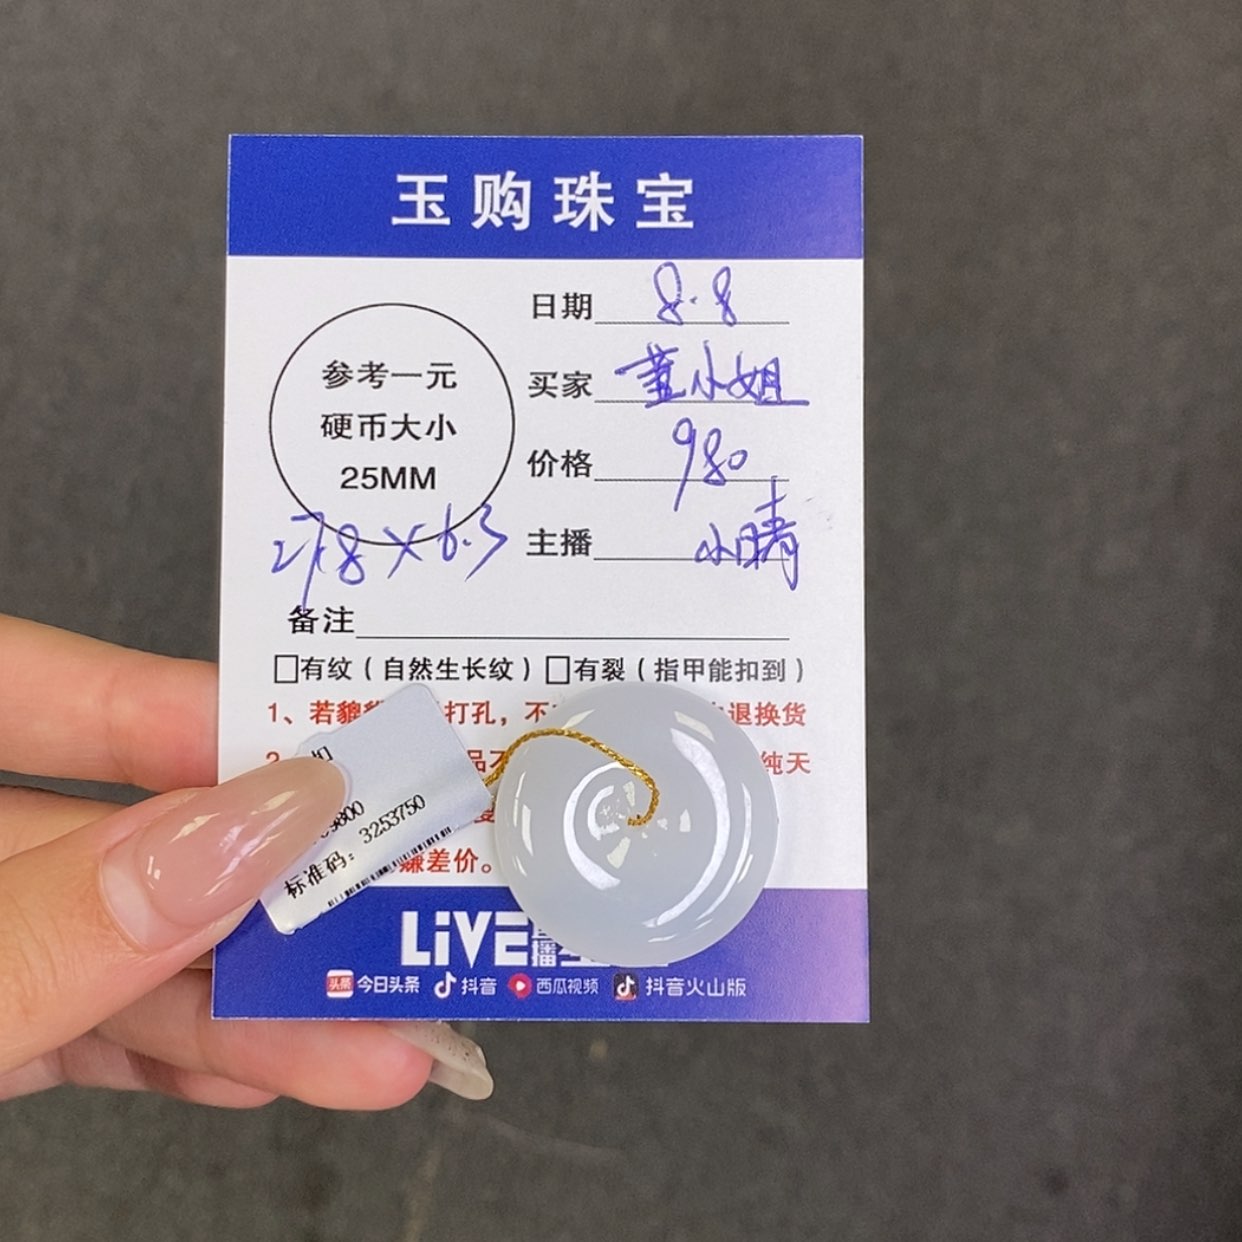 玉购珠宝
日期 8.8
买家 董小姐
价格 980
主播 小晴
参考一元
硬币大小
25MM
27.8×6.3
备注
有纹(自然生长纹) 有裂(指甲能扣到)
1、若貔 打孔，不 退换货
2 品不 纯天
赚差价。
扣
9800
标准码：3253750
LiVE
今日头条 抖音 西瓜视频 抖音火山版